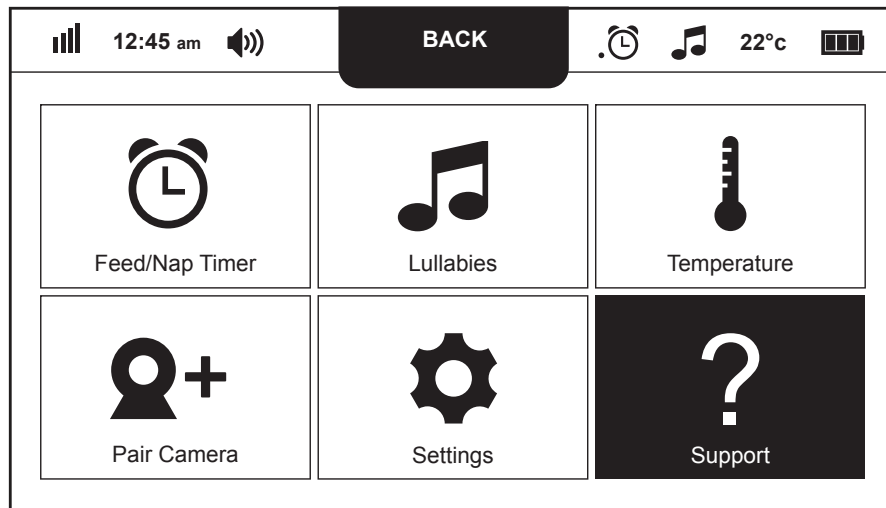 12:45 am BACK 22°c
Feed/Nap Timer Lullabies Temperature
Pair Camera Settings Support